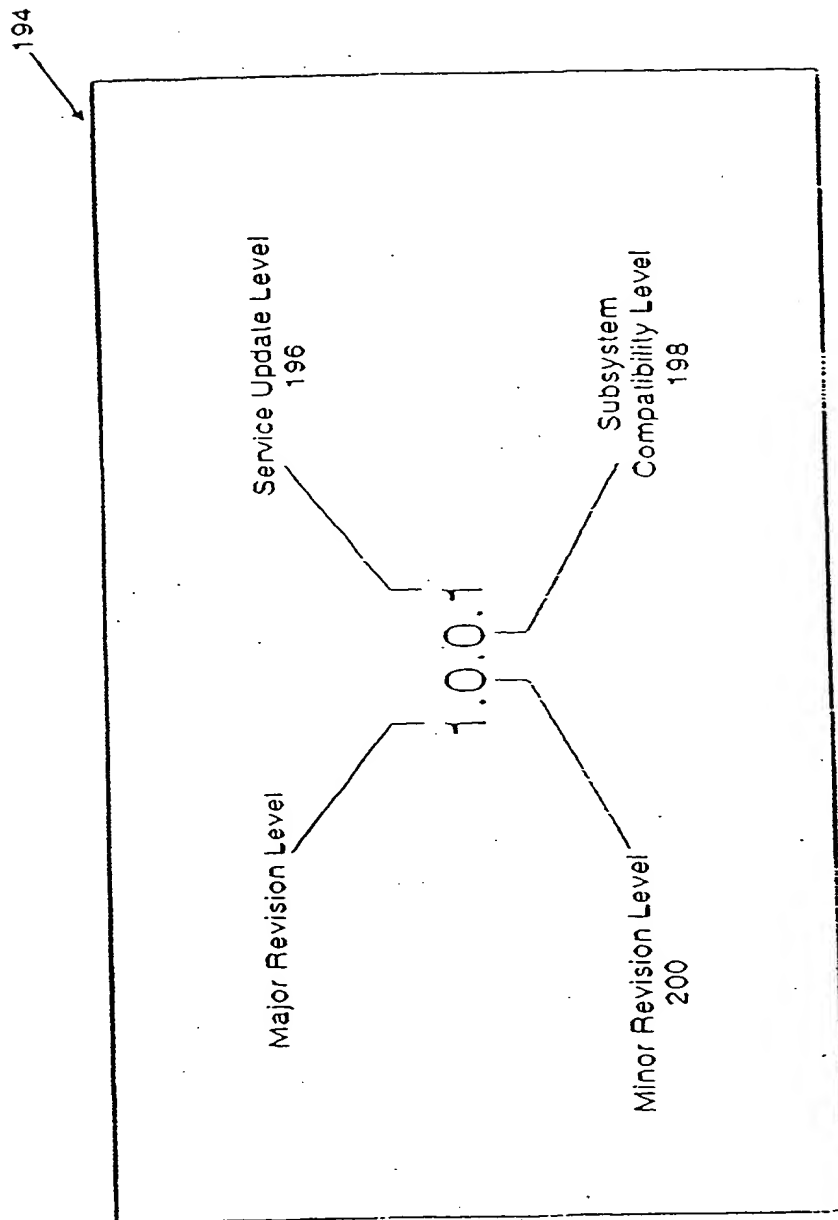 194
Major Revision Level
Service Update Level
196
1.0.0.1
Minor Revision Level
200
Subsystem
Compatibility Level
198